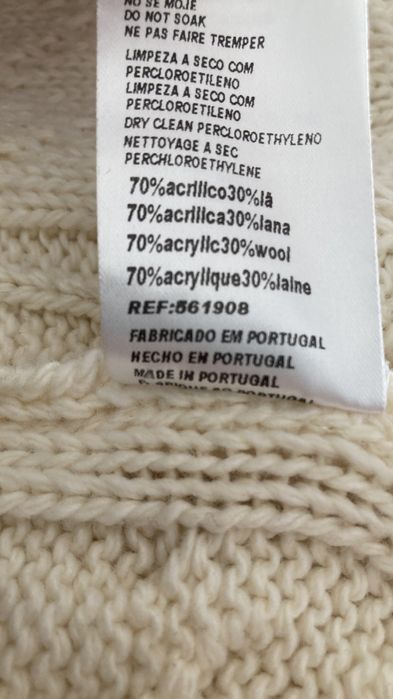 NO SE MOJE
DO NOT SOAK
NE PAS FAIRE TREMPER
LIMPEZA A SECO COM
PERCLOROETILENO
LIMPEZA A SECO COM
PERCLOROETILENO
DRY CLEAN PERCLOROETHYLENO
NETTOYAGE A SEC
PERCHLOROETHYLENE
70%acrílico30%lã
70%acrilica30%lana
70%acrylic30%wool
70%acrylique30%laine
REF:561908
FABRICADO EM PORTUGAL
HECHO EN PORTUGAL
MADE IN PORTUGAL
PORTUGAL